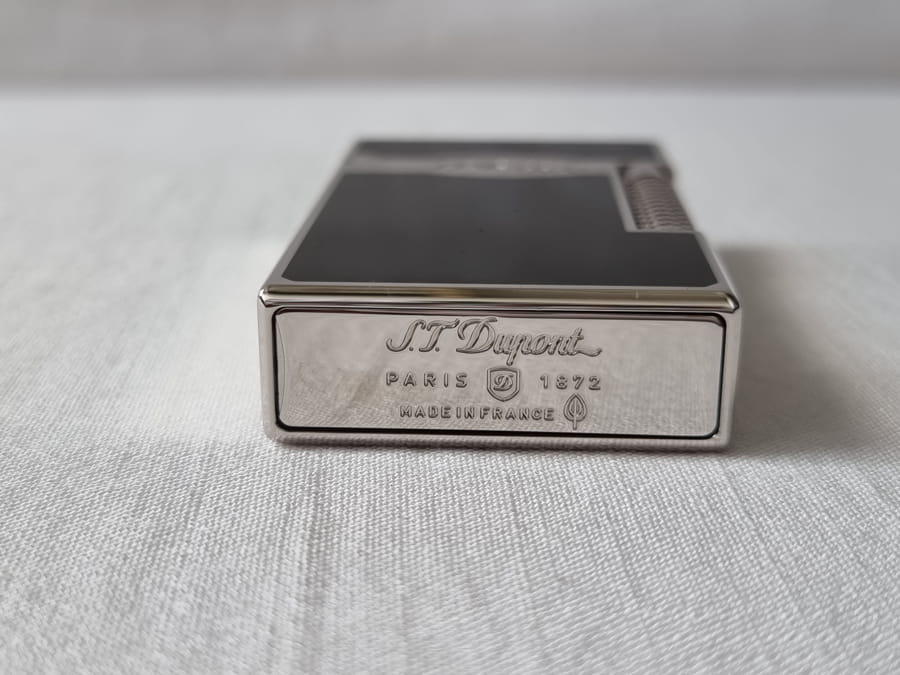 S.T. Dupont
PARIS D 1872
MADE IN FRANCE